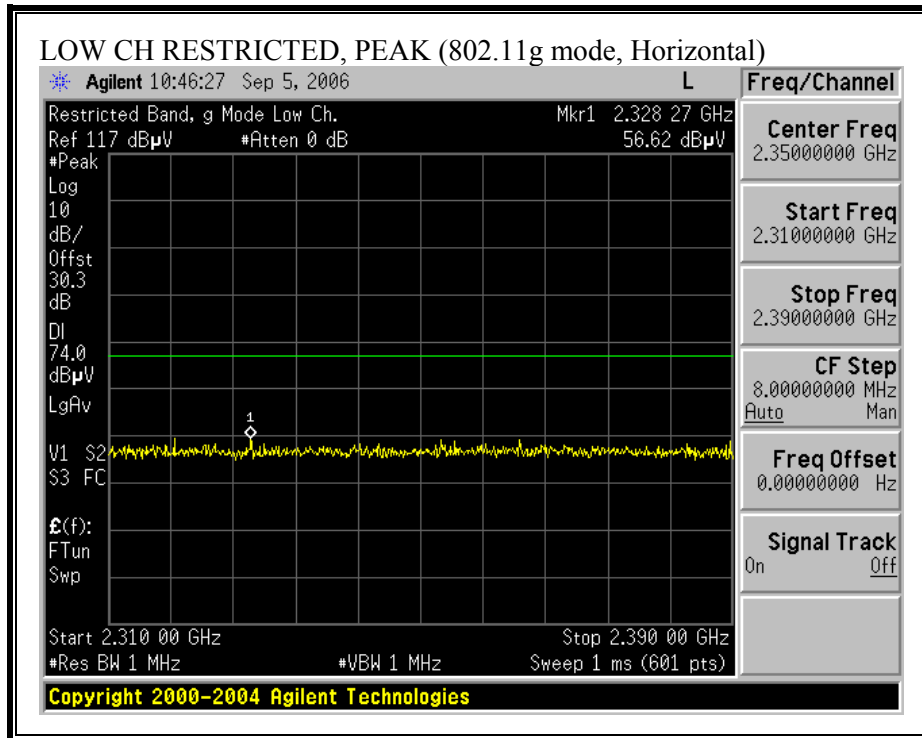 LOW CH RESTRICTED, PEAK (802.11g mode, Horizontal)
Agilent 10:46:27 Sep 5, 2006 L
Freq/Channel
Restricted Band, g Mode Low Ch. Mkr1 2.328 27 GHz
Ref 117 dBµV #Atten 0 dB 56.62 dBµV
#Peak
Log
10
dB/
Offst
30.3
dB
DI
74.0
dBµV
LgAv
1
V1 S2
S3 FC
£(f):
FTun
Swp
Start 2.310 00 GHz Stop 2.390 00 GHz
#Res BW 1 MHz #VBW 1 MHz Sweep 1 ms (601 pts)
Center Freq
2.35000000 GHz
Start Freq
2.31000000 GHz
Stop Freq
2.39000000 GHz
CF Step
8.00000000 MHz
Auto Man
Freq Offset
0.00000000 Hz
Signal Track
On Off
Copyright 2000-2004 Agilent Technologies